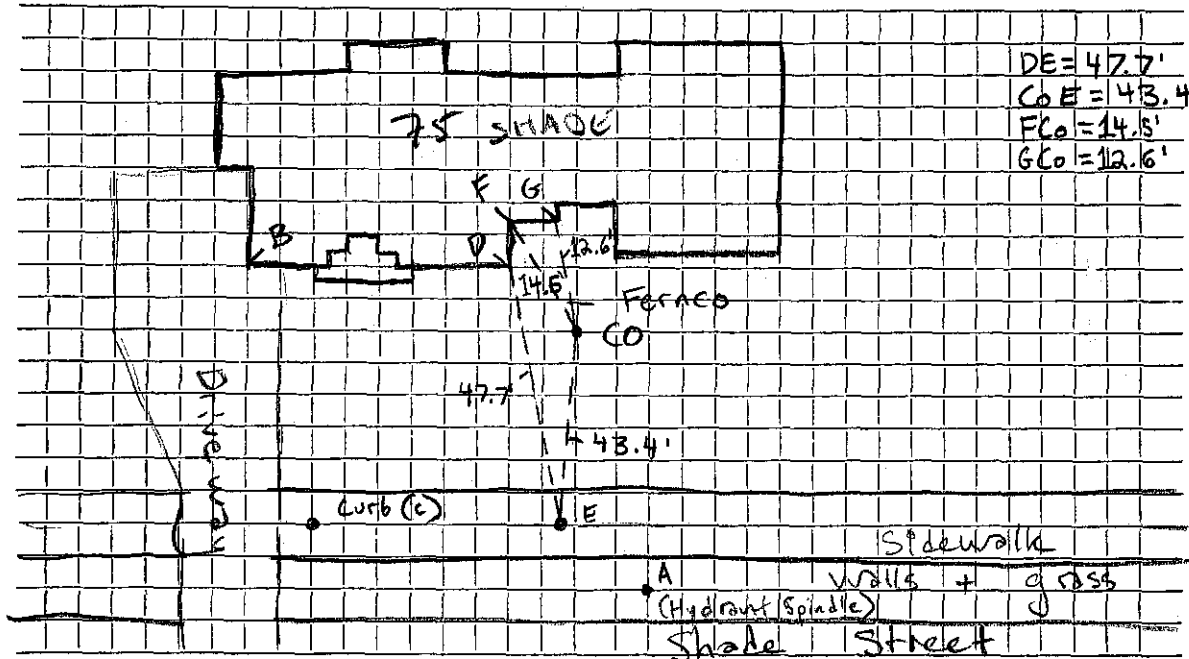 DE = 47.7'
CoE = 43.4
FCo = 14.5'
GCo = 12.6'
75 SHADE
F G
B
D
12.6'
14.5'
Fernco
CO
Driveway
47.7'
43.4'
Curb (c)
E
Sidewalk
A
walls + grass
(Hydrant Spindle)
Shade Street